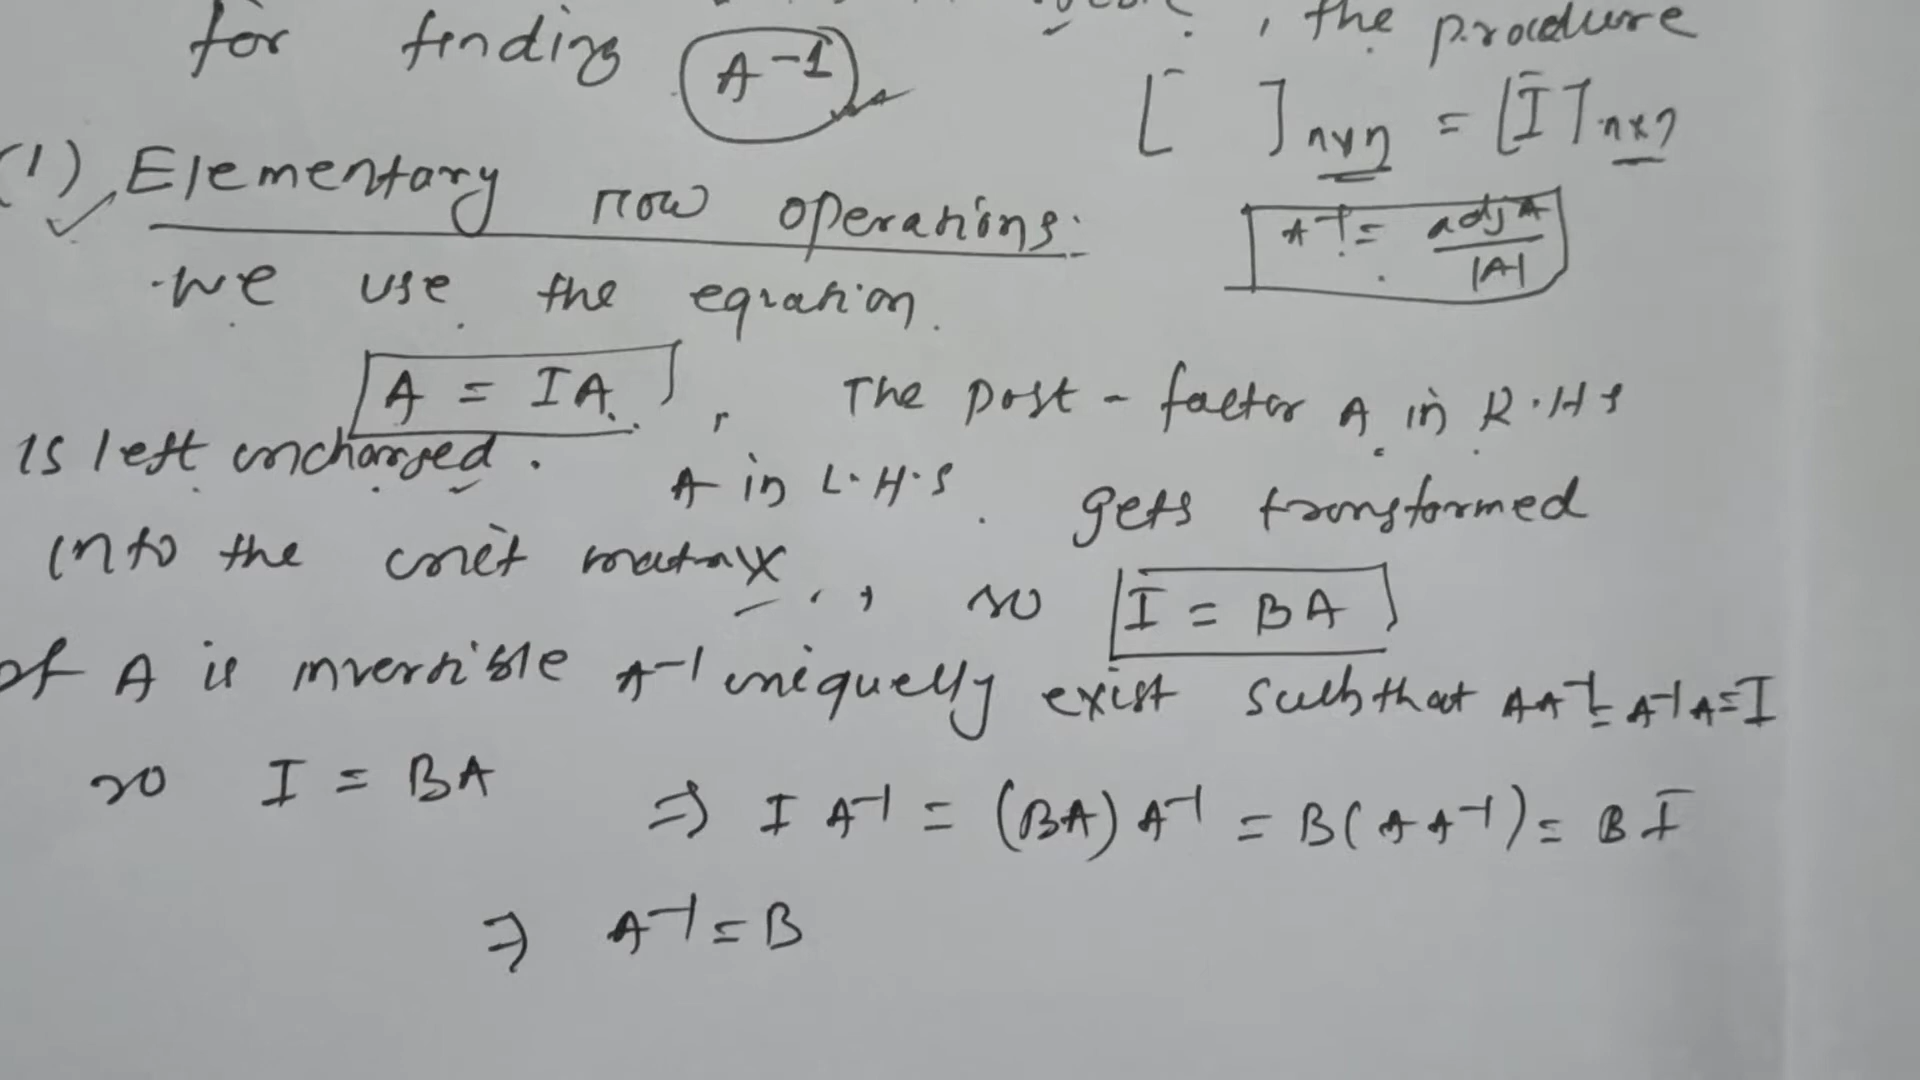 , the procedure
for finding A⁻¹
[ ]n×n = [I]n×n
(1) Elementary row operations:
A⁻¹ = adj A / |A|
we use the equation.
A = IA, The post - factor A in R.H.S
is left unchanged. A in L.H.S gets transformed
into the unit matrix, so I = BA
If A is invertible A⁻¹ uniquely exist such that AA⁻¹ = A⁻¹A = I
so I = BA ⇒ I A⁻¹ = (BA) A⁻¹ = B(AA⁻¹) = BI
⇒ A⁻¹ = B